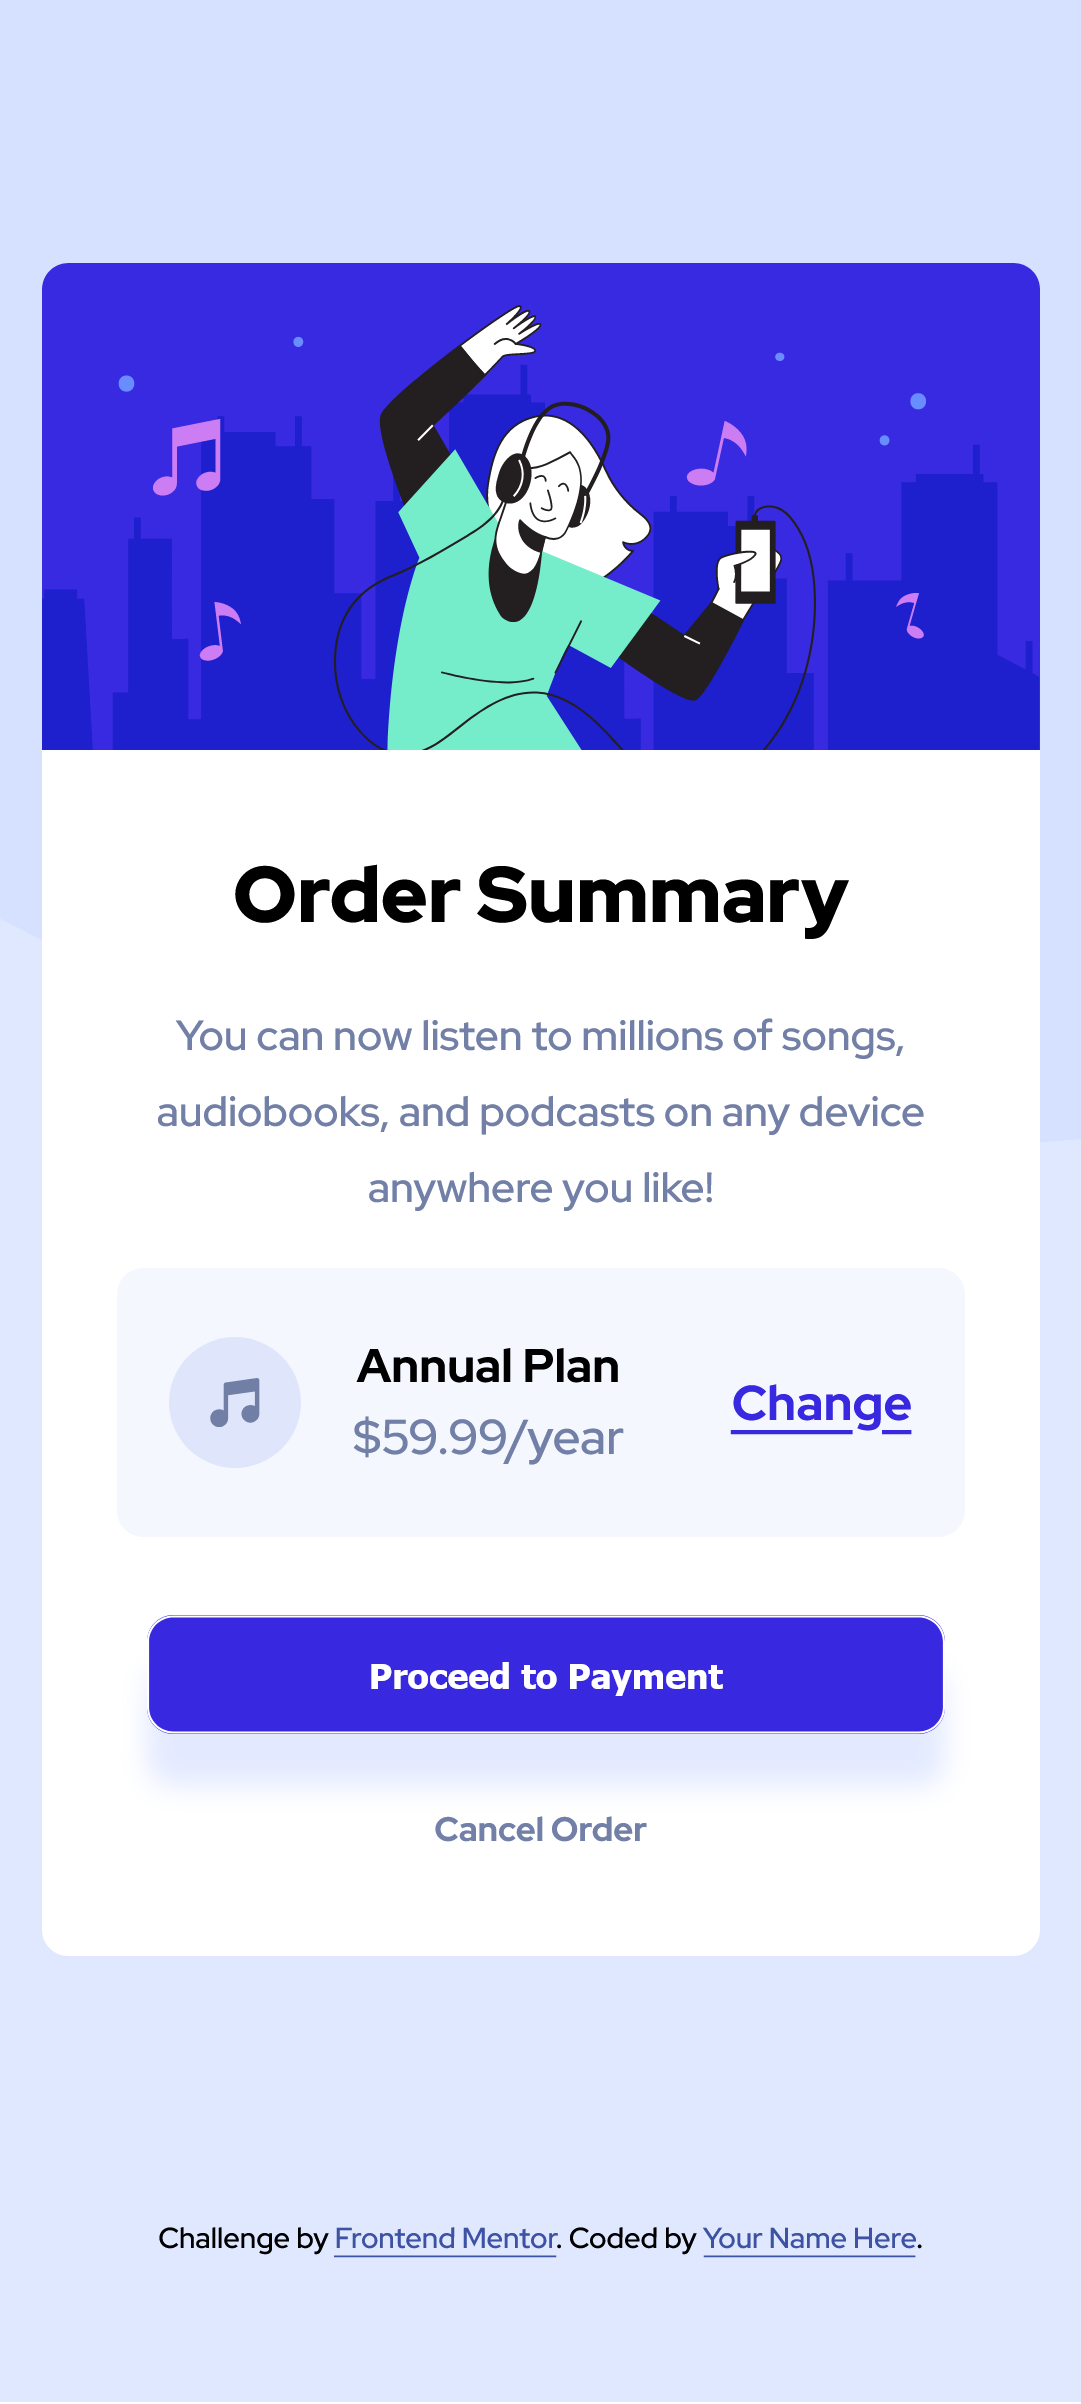 Order Summary
You can now listen to millions of songs,
audiobooks, and podcasts on any device
anywhere you like!
Annual Plan
$59.99/year
Change
Proceed to Payment
Cancel Order
Challenge by Frontend Mentor. Coded by Your Name Here.